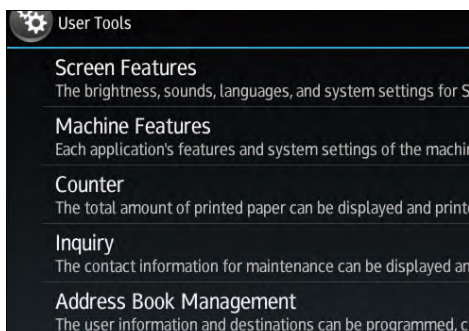 User Tools
Screen Features
The brightness, sounds, languages, and system settings for S
Machine Features
Each application's features and system settings of the machin
Counter
The total amount of printed paper can be displayed and printe
Inquiry
The contact information for maintenance can be displayed an
Address Book Management
The user information and destinations can be programmed, c